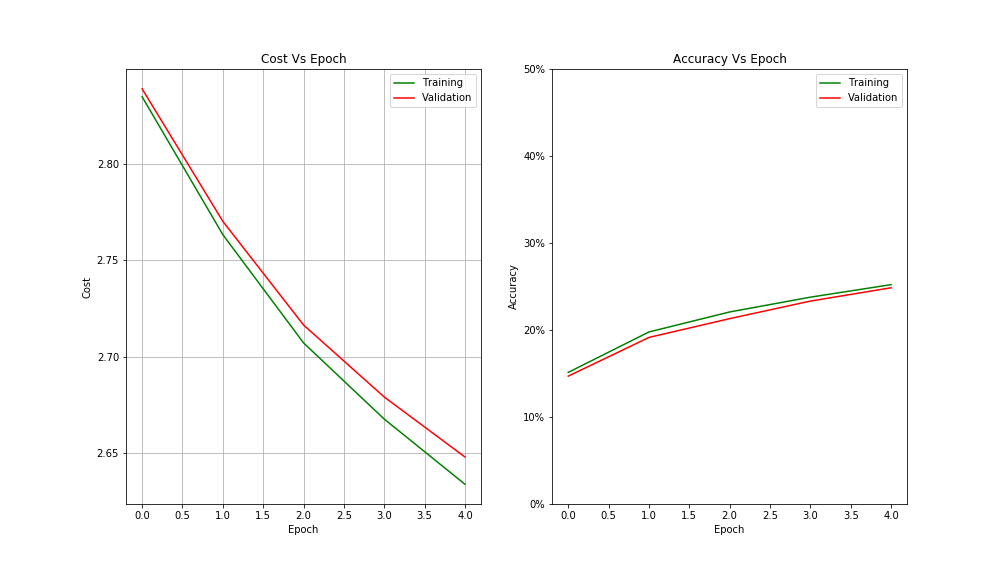 Cost Vs Epoch
Training
Validation
2.80
2.75
2.70
2.65
Cost
0.0 0.5 1.0 1.5 2.0 2.5 3.0 3.5 4.0
Epoch
Accuracy Vs Epoch
Training
Validation
50%
40%
30%
20%
10%
0%
Accuracy
0.0 0.5 1.0 1.5 2.0 2.5 3.0 3.5 4.0
Epoch